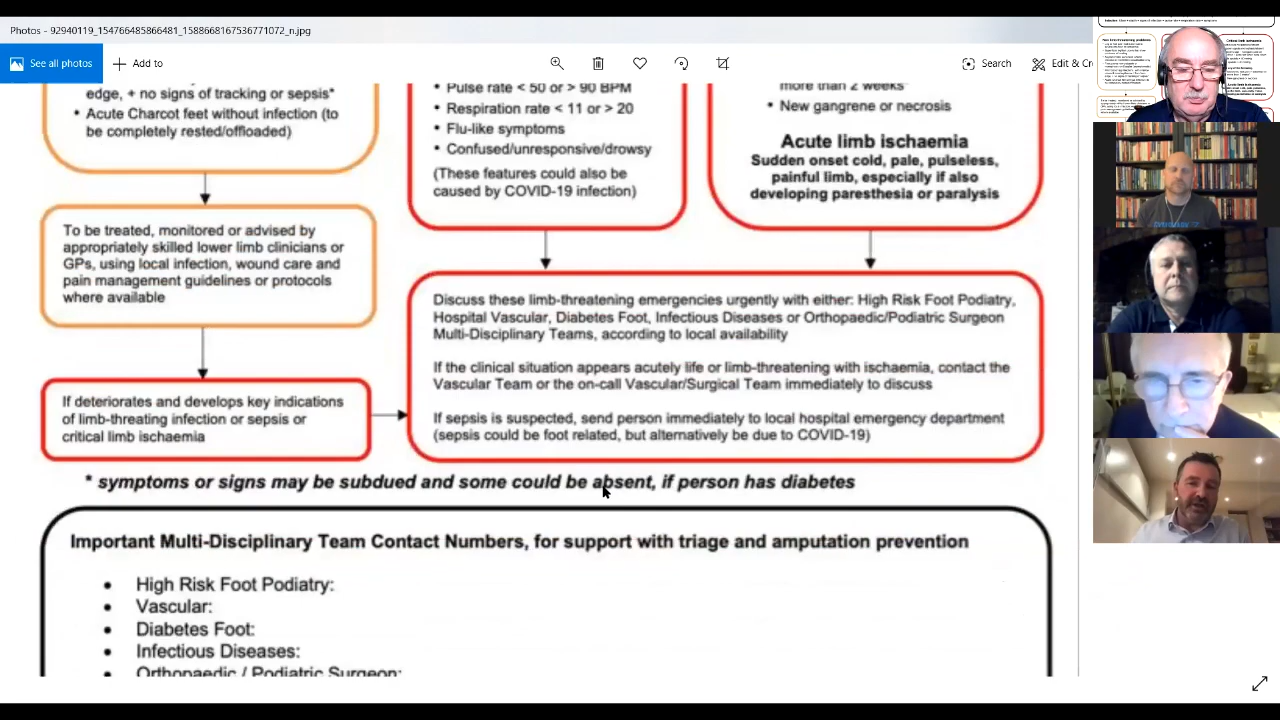 Photos - 92940119_154766485866481_1588668167536771072_n.jpg
See all photos
Add to
Search
Edit & Cr
edge, + no signs of tracking or sepsis*
• Acute Charcot feet without infection (to
be completely rested/offloaded)
Pulse rate < 50 or > 90 BPM
Respiration rate < 11 or > 20
• Flu-like symptoms
• Confused/unresponsive/drowsy
(These features could also be
caused by COVID-19 infection)
more than 2 weeks*
• New gangrene or necrosis
Acute limb ischaemia
Sudden onset cold, pale, pulseless,
painful limb, especially if also
developing paresthesia or paralysis
To be treated, monitored or advised by
appropriately skilled lower limb clinicians or
GPs, using local infection, wound care and
pain management guidelines or protocols
where available
Discuss these limb-threatening emergencies urgently with either: High Risk Foot Podiatry,
Hospital Vascular, Diabetes Foot, Infectious Diseases or Orthopaedic/Podiatric Surgeon
Multi-Disciplinary Teams, according to local availability
If the clinical situation appears acutely life or limb-threatening with ischaemia, contact the
Vascular Team or the on-call Vascular/Surgical Team immediately to discuss
If sepsis is suspected, send person immediately to local hospital emergency department
(sepsis could be foot related, but alternatively be due to COVID-19)
If deteriorates and develops key indications
of limb-threating infection or sepsis or
critical limb ischaemia
* symptoms or signs may be subdued and some could be absent, if person has diabetes
Important Multi-Disciplinary Team Contact Numbers, for support with triage and amputation prevention
• High Risk Foot Podiatry:
• Vascular:
• Diabetes Foot:
• Infectious Diseases:
• Orthopaedic / Podiatric Surgeon: